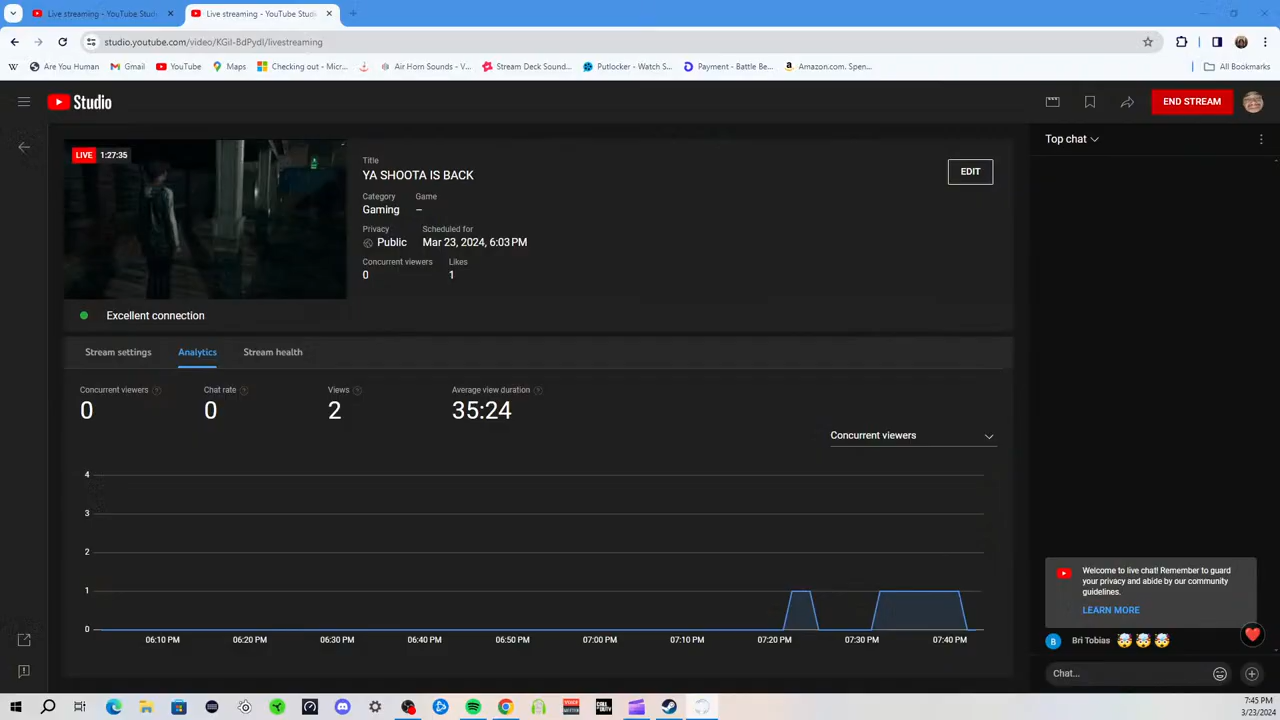 Live streaming - YouTube Studi
Live streaming - YouTube Studi
studio.youtube.com/video/KGiI-BdPydI/livestreaming
Are You Human
Gmail
YouTube
Maps
Checking out - Micr...
Air Horn Sounds - V...
Stream Deck Sound...
Putlocker - Watch S...
Payment - Battle Be...
Amazon.com. Spen...
All Bookmarks
Studio
END STREAM
LIVE 1:27:35
Title
YA SHOOTA IS BACK
EDIT
Category Game
Gaming –
Privacy Scheduled for
Public Mar 23, 2024, 6:03 PM
Concurrent viewers Likes
0 1
Excellent connection
Top chat
Stream settings Analytics Stream health
Concurrent viewers Chat rate Views Average view duration
0 0 2 35:24
Concurrent viewers
4
3
2
1
0
06:10 PM 06:20 PM 06:30 PM 06:40 PM 06:50 PM 07:00 PM 07:10 PM 07:20 PM 07:30 PM 07:40 PM
Welcome to live chat! Remember to guard
your privacy and abide by our community
guidelines.
LEARN MORE
B Bri Tobias 🤯🤯🤯
Chat...
7:45 PM
3/23/2024